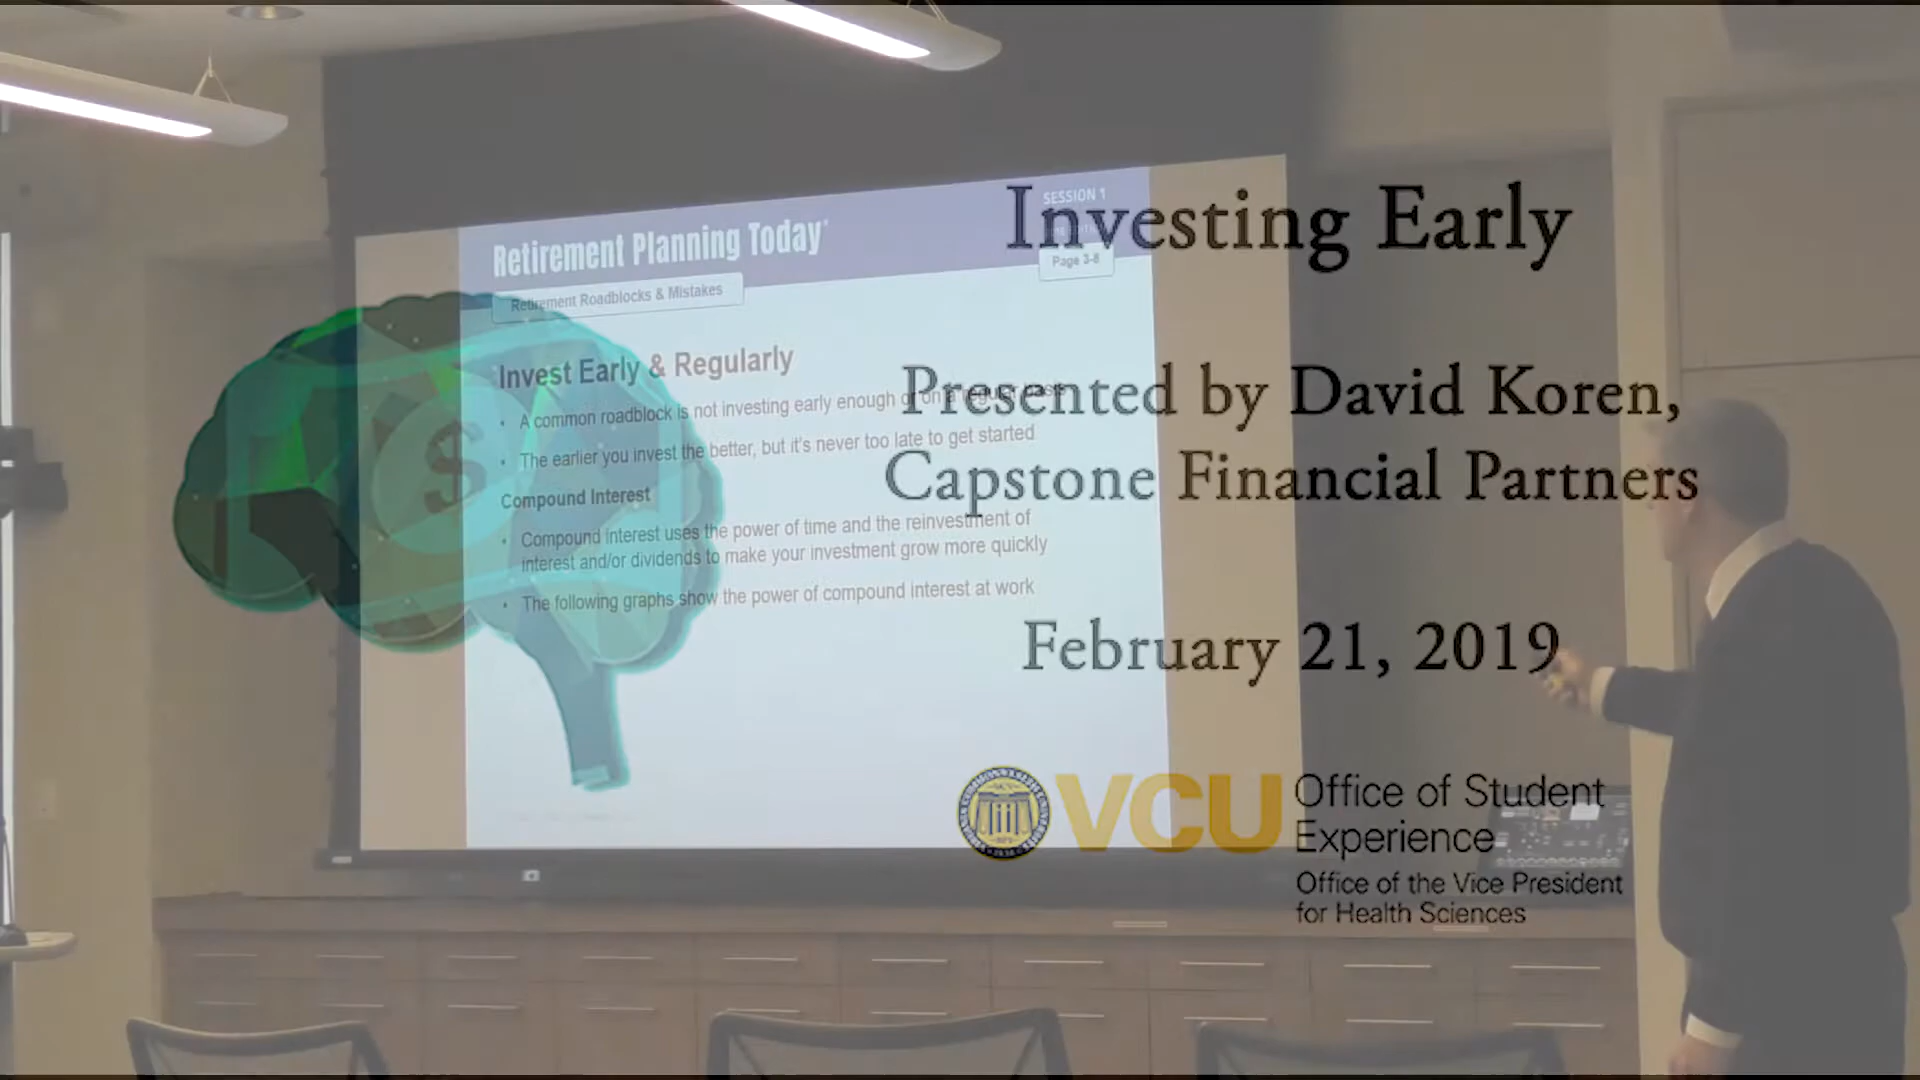 Investing Early
Presented by David Koren,
Capstone Financial Partners
February 21, 2019
VCU
Office of Student
Experience
Office of the Vice President
for Health Sciences
SESSION 1
Retirement Planning Today
Page 3-8
Retirement Roadblocks & Mistakes
Invest Early & Regularly
• A common roadblock is not investing early enough or on a regular
• The earlier you invest the better, but it's never too late to get started
Compound Interest
• Compound interest uses the power of time and the reinvestment of
interest and/or dividends to make your investment grow more quickly
• The following graphs show the power of compound interest at work
$